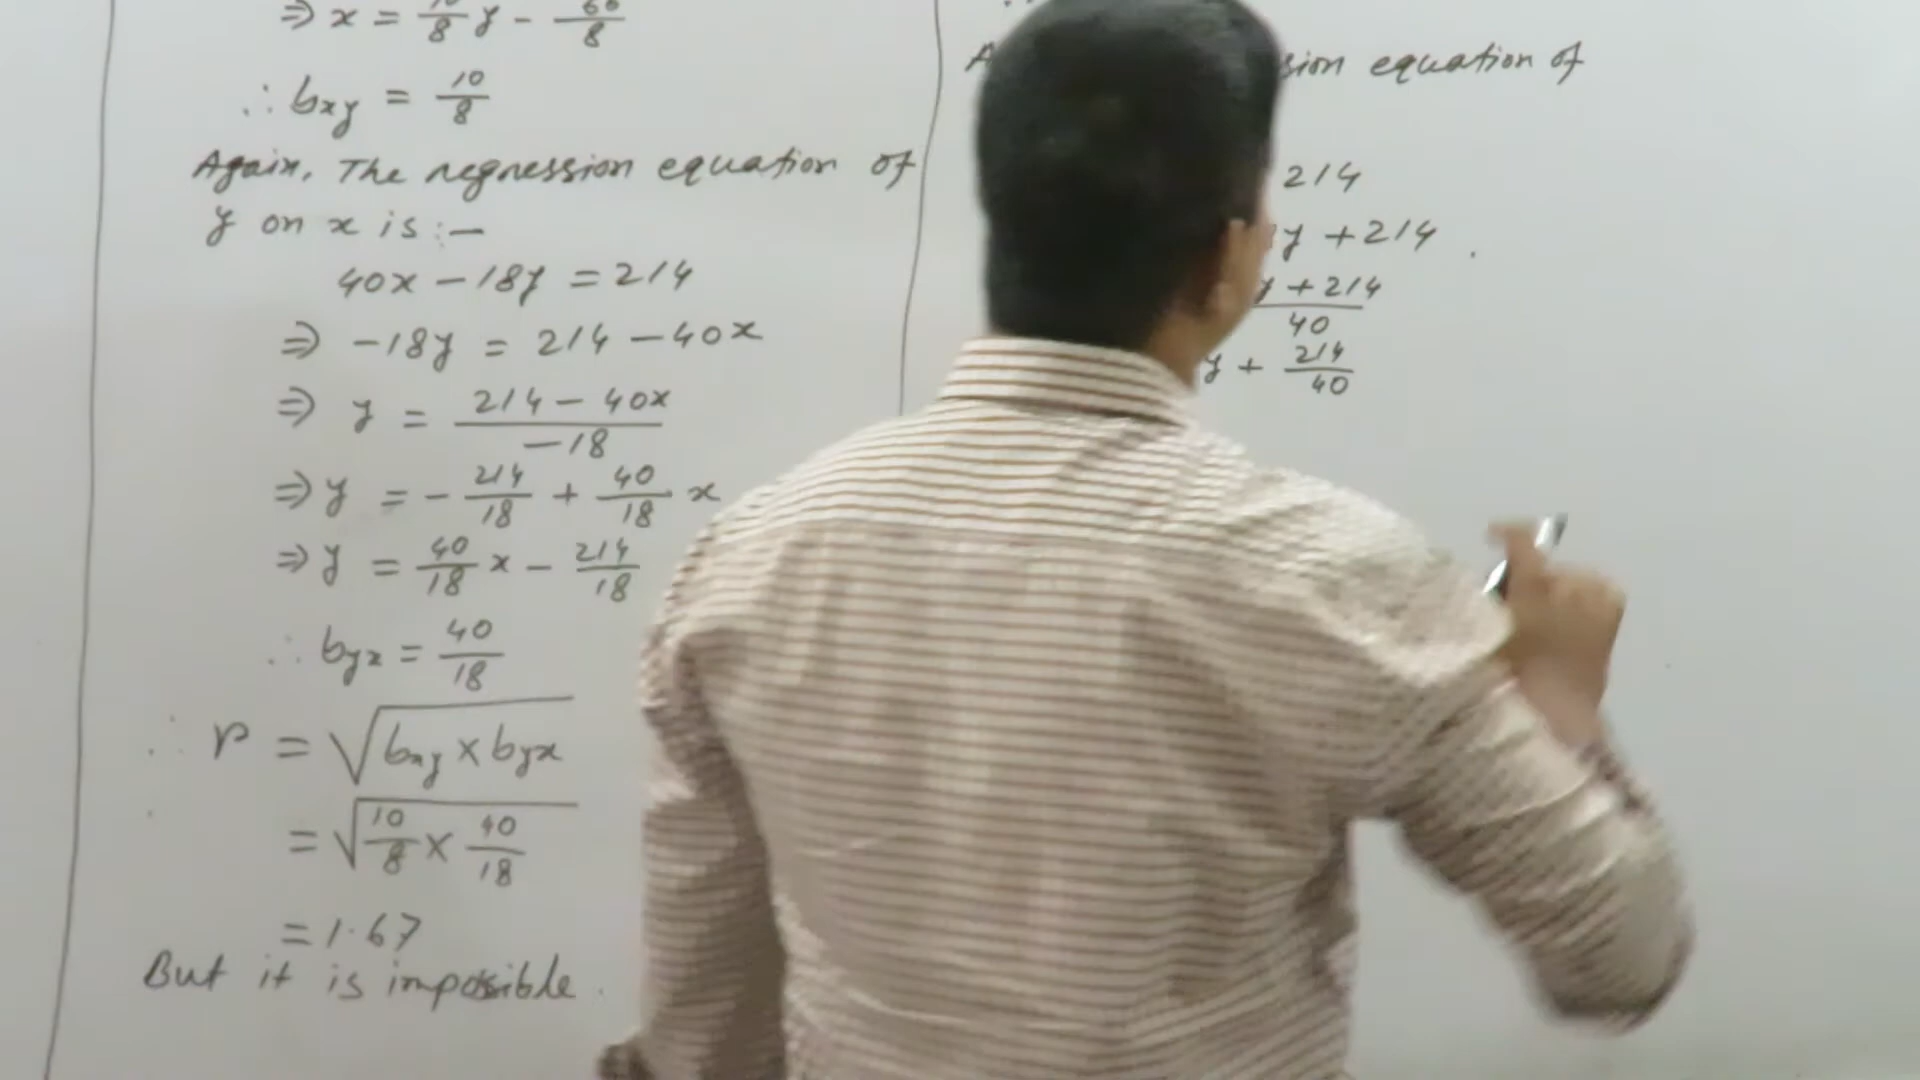 ⇒ x = 10/8 y - 66/8
∴ bxy = 10/8
Again, The regression equation of
y on x is :—
40x - 18y = 214
⇒ -18y = 214 - 40x
⇒ y = (214 - 40x)/-18
⇒ y = - 214/18 + 40/18 x
⇒ y = 40/18 x - 214/18
∴ byx = 40/18
∴ r = √(bxy × byx)
= √(10/8 × 40/18)
= 1.67
But it is impossible.
equation of
214
y + 214
y + 214 / 40
y + 214/40